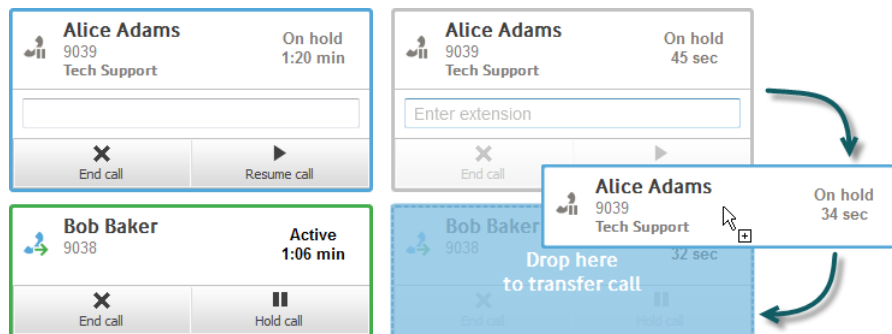 Alice Adams
9039
Tech Support
On hold
1:20 min
End call
Resume call
Bob Baker
9038
Active
1:06 min
End call
Hold call
Alice Adams
9039
Tech Support
On hold
45 sec
Enter extension
End call
Alice Adams
9039
Tech Support
On hold
34 sec
Bob Baker
9038
32 sec
Drop here
to transfer call
End call
Hold call